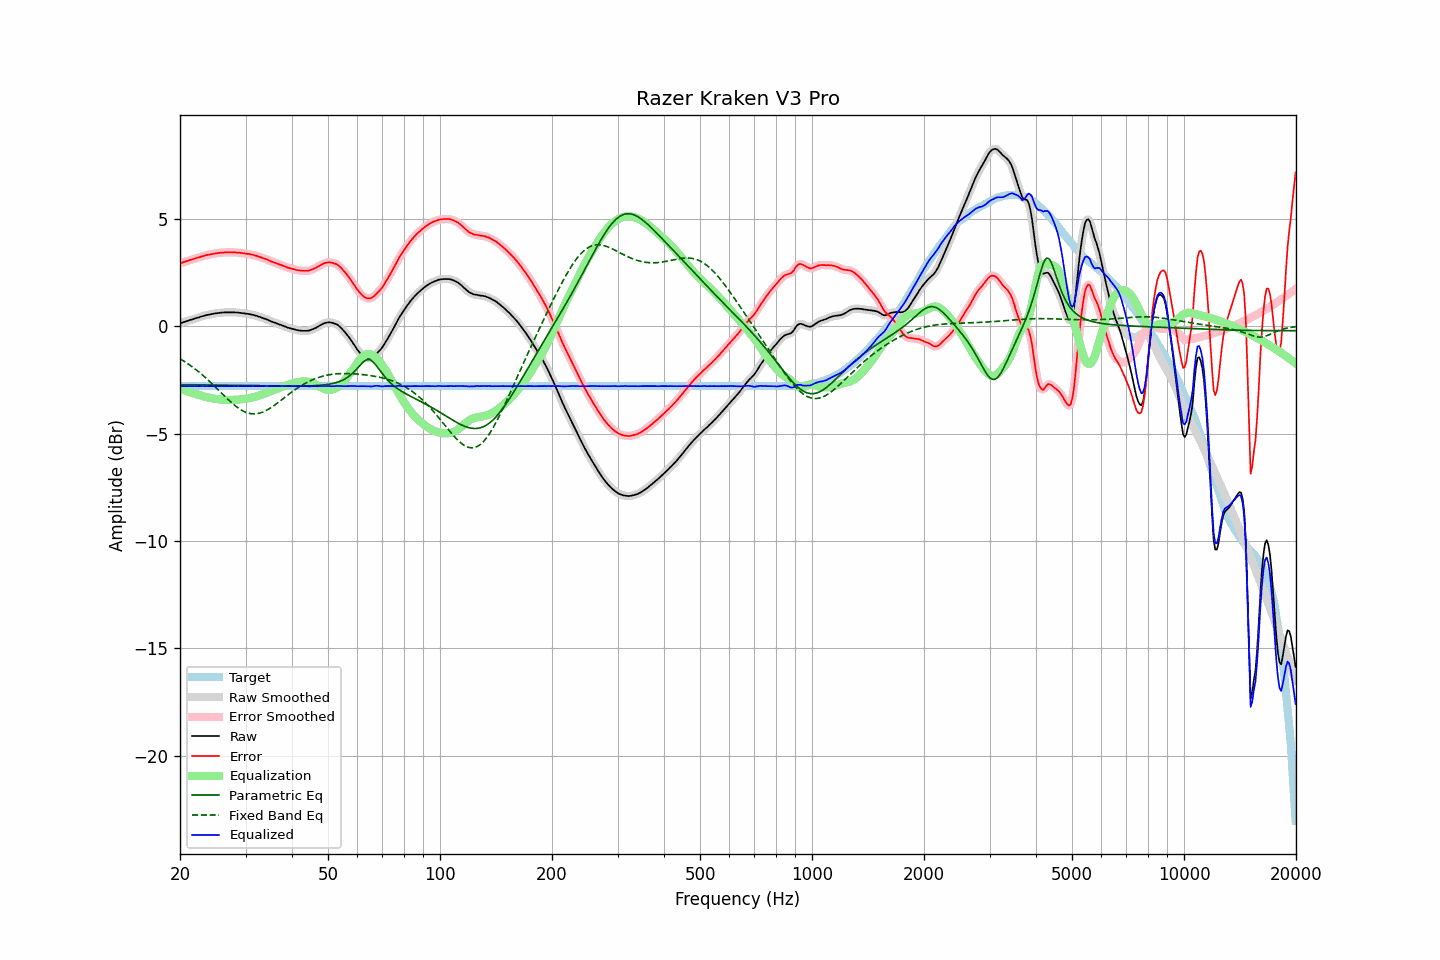 Razer Kraken V3 Pro
Amplitude (dBr)
5
0
−5
−10
−15
−20
Target
Raw Smoothed
Error Smoothed
Raw
Error
Equalization
Parametric Eq
Fixed Band Eq
Equalized
20 50 100 200 500 1000 2000 5000 10000 20000
Frequency (Hz)